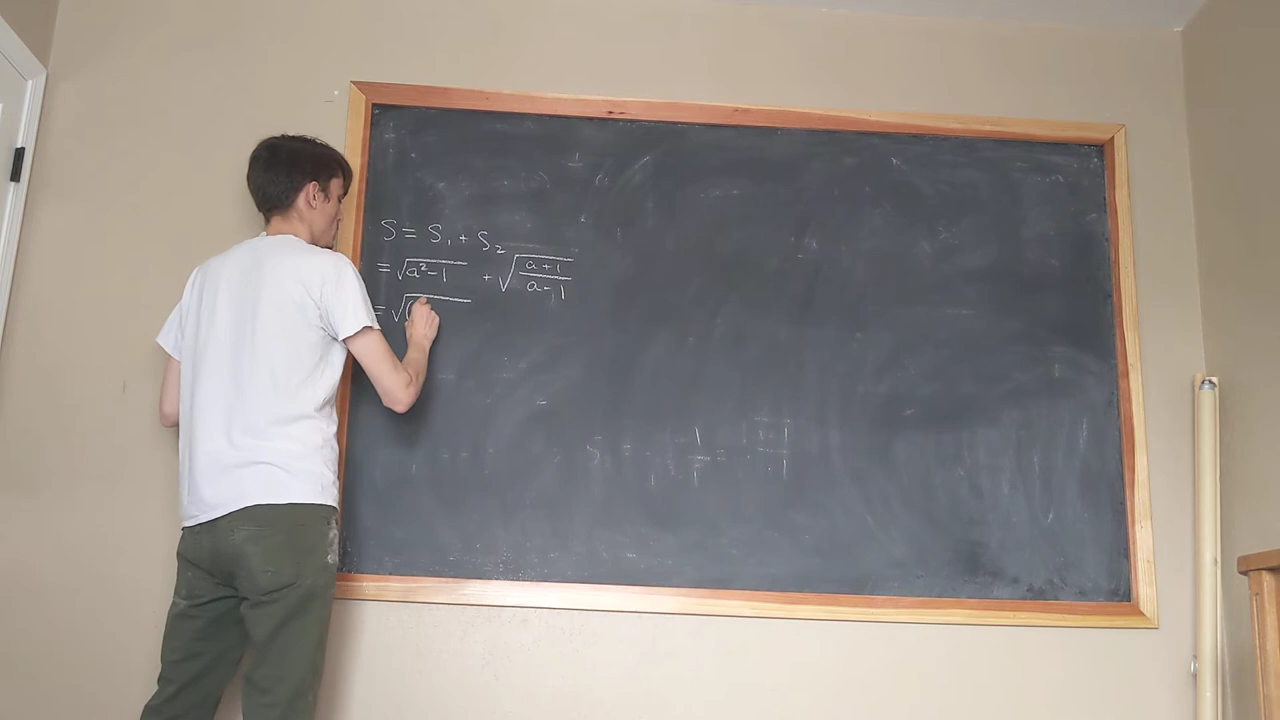 S = S₁ + S₂
= √(a²-1) + √((a+1)/(a-1))
= √(